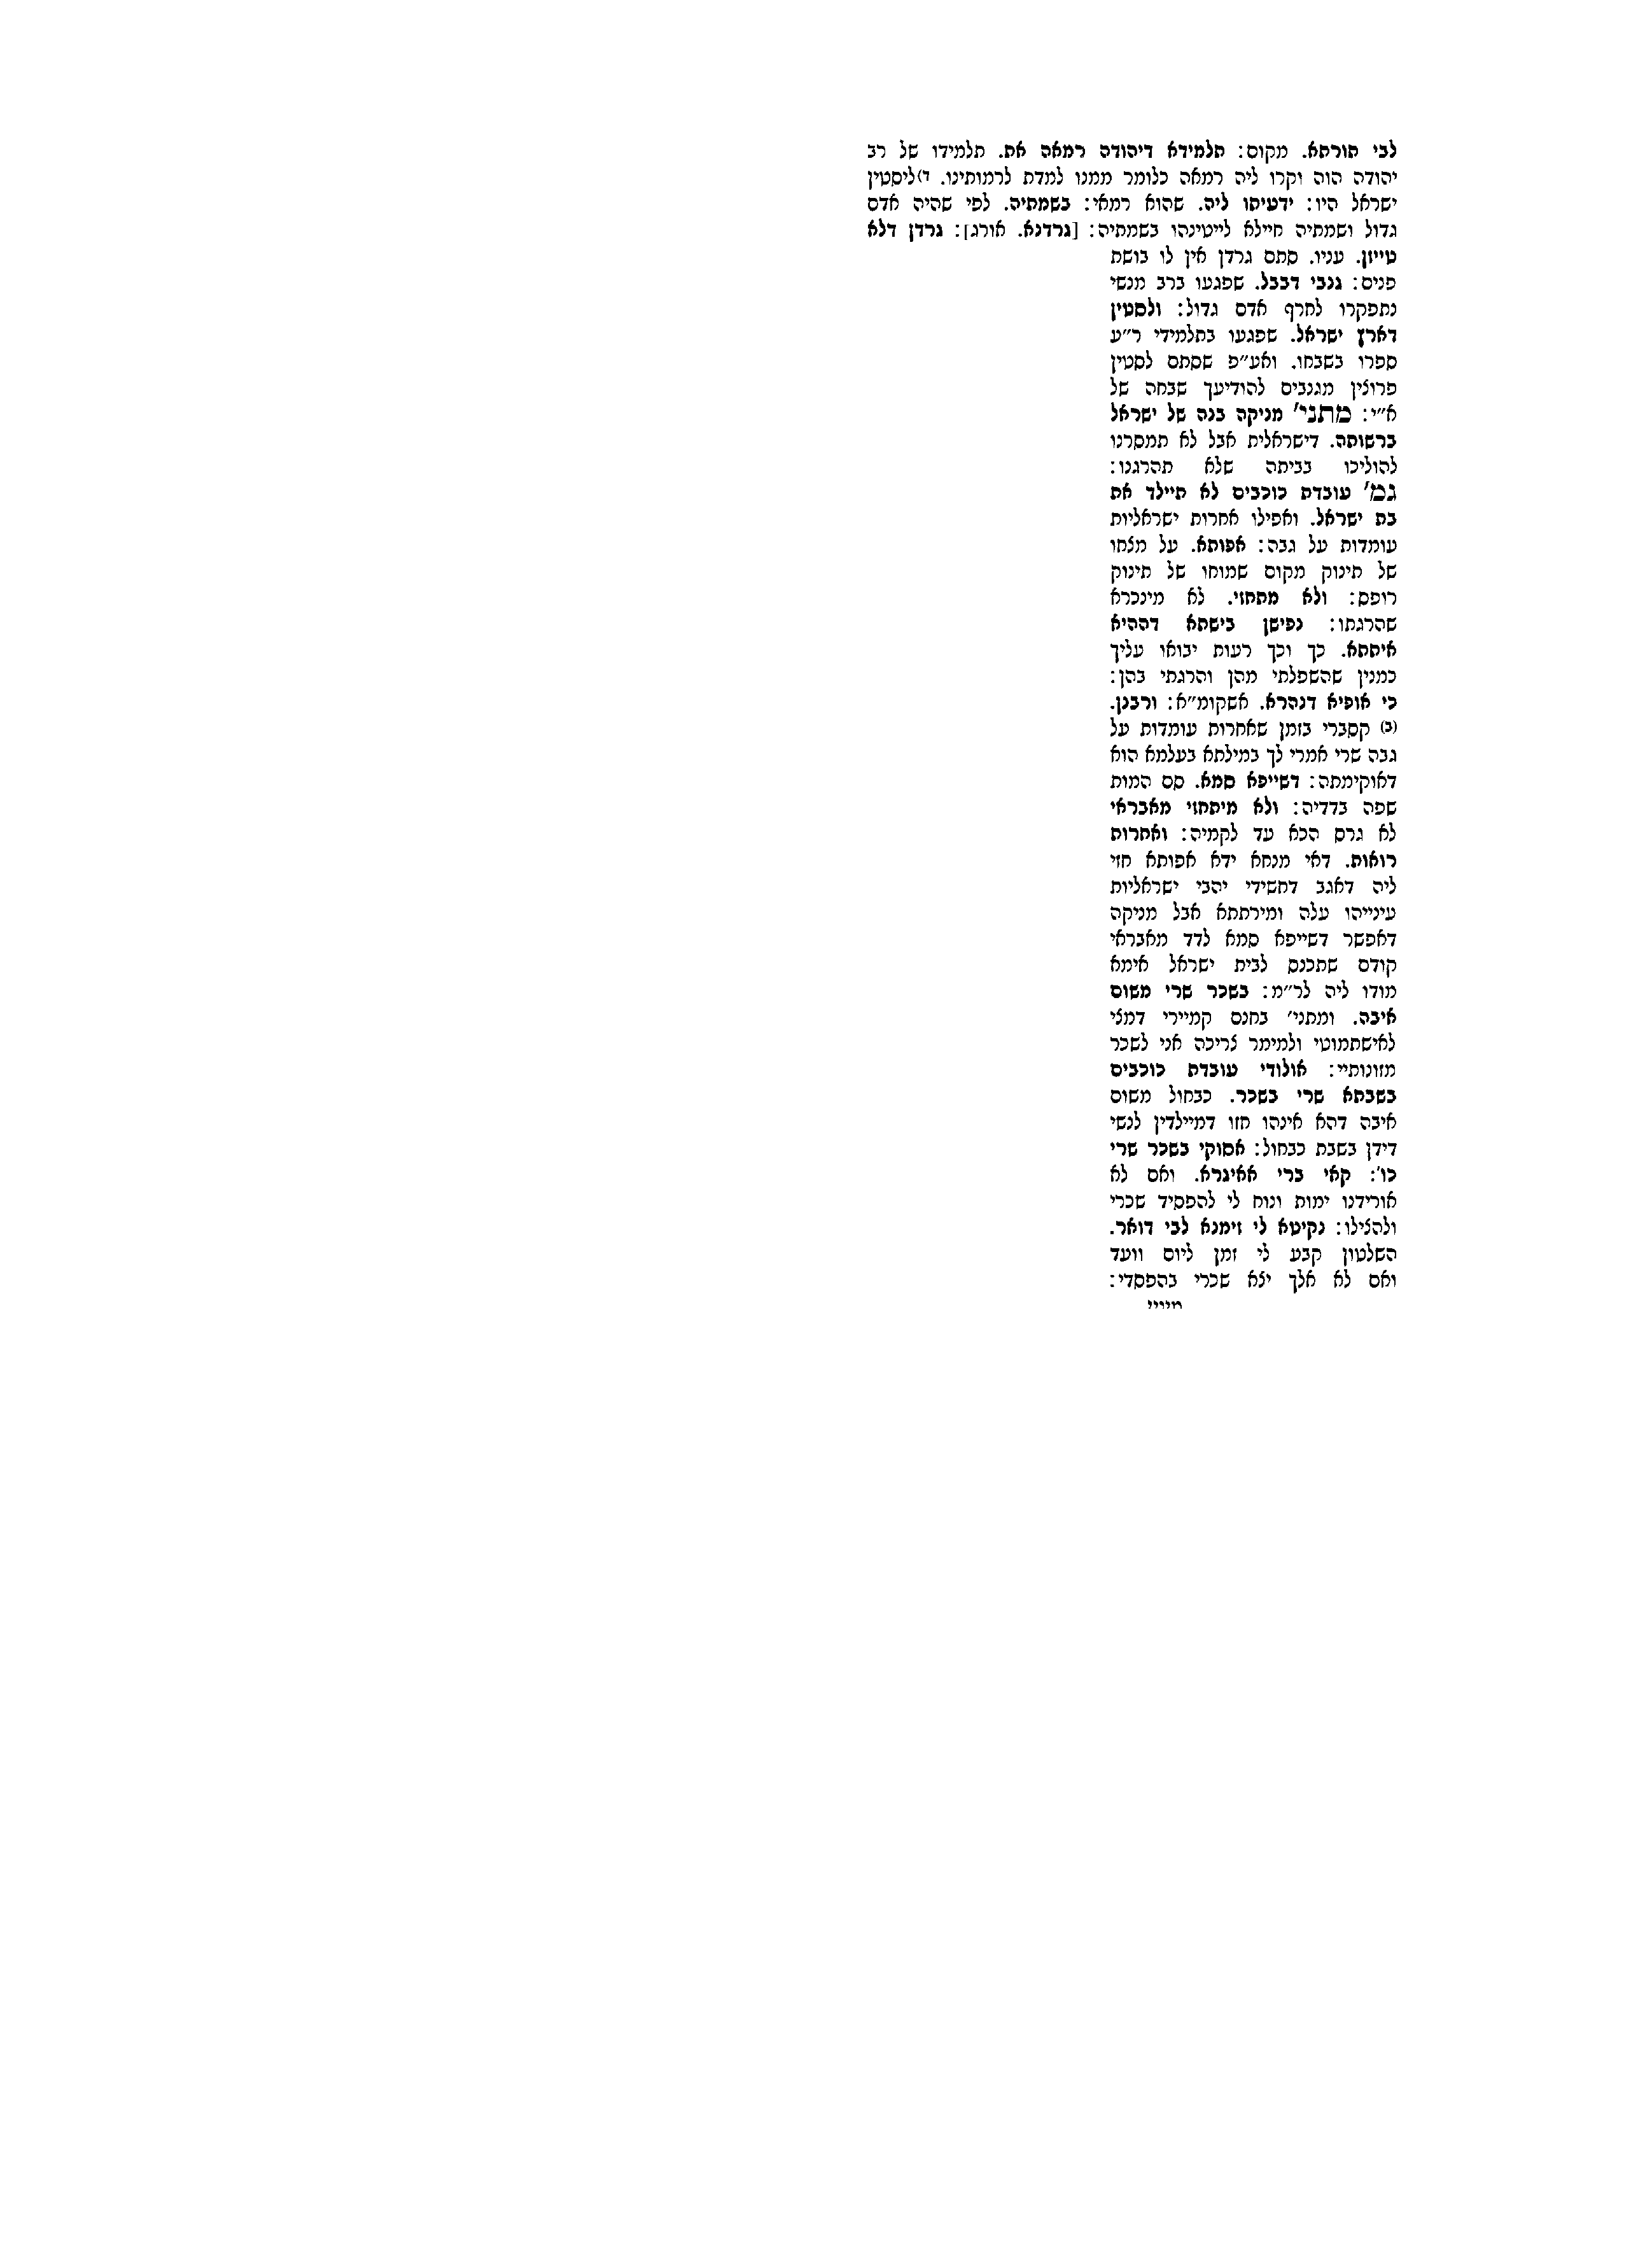 לבי תורתא. מקום: תלמידא דיהודה רמאה את. תלמידו של רב
יהודה הוה וקרו ליה רמאה כלומר ממנו למדת לרמותינו. ד)ליסטין
ישראל היו: ידעיתו ליה. שהוא רמאי: בשמתיה. לפי שהיה אדם
גדול ושמתיה חיילא לייטינהו בשמתיה: [גרדנא. אורג]: גרדן דלא
טייזן. עניו. סתם גרדן אין לו בושת
פנים: גנבי דבבל. שפגעו ברב מנשי
נתפקרו לחרף אדם גדול: ולסטין
דארץ ישראל. שפגעו בתלמידי ר״ע
ספרו בשבחו. ואע״פ שסתם לסטין
פרוצין מגנבים להודיעך שבחה של
א״י: מתני׳ מניקה בנה של ישראל
ברשותה. דישראלית אבל לא תמסרנו
להוליכו בביתה שלא תהרגנו:
גמ׳ עובדת כוכבים לא תיילד את
בת ישראל. ואפילו אחרות ישראליות
עומדות על גבה: אפותא. על מצחו
של תינוק מקום שמוחו של תינוק
רופס: ולא מתחזי. לא מינכרא
שהרגתו: נפישן בישתא דההיא
איתתא. כך וכך רעות יבואו עליך
כמנין שהשפלתי מהן והרגתי בהן:
כי אופיא דנהרא. אשקומ״א: ורבנן.
(ב) קסברי בזמן שאחרות עומדות על
גבה שרי אמרי לך במילתא בעלמא הוא
דאוקימתה: דשייפא סמא. סם המות
שפה בדדיה: ולא מיתחזי מאבראי
לא גרס הכא עד לקמיה: ואחרות
רואות. דאי מנחא ידא אפותא חזי
ליה דאגב דחשידי יהבי ישראליות
עינייהו עלה ומירתתא אבל מניקה
דאפשר דשייפא סמא לדד מאבראי
קודם שתכנס לבית ישראל אימא
מודו ליה לר״מ: בשכר שרי משום
איבה. ומתני׳ בחנם קמיירי דמצי
לאישתמוטי ולמימר צריכה אני לשכר
מזונותיי: אולודי עובדת כוכבים
בשבתא שרי בשכר. כבחול משום
איבה דהא אינהו חזו דמיילדין לנשי
דידן בשבת כבחול: אסוקי בשכר שרי
כו׳: קאי ברי אאיגרא. ואם לא
אורידנו ימות ונוח לי להפסיד שכרי
ולהצילו: נקיטא לי זימנא לבי דואר.
השלטון קבע לי זמן ליום וועד
ואם לא אלך יצא שכרי בהפסדי: